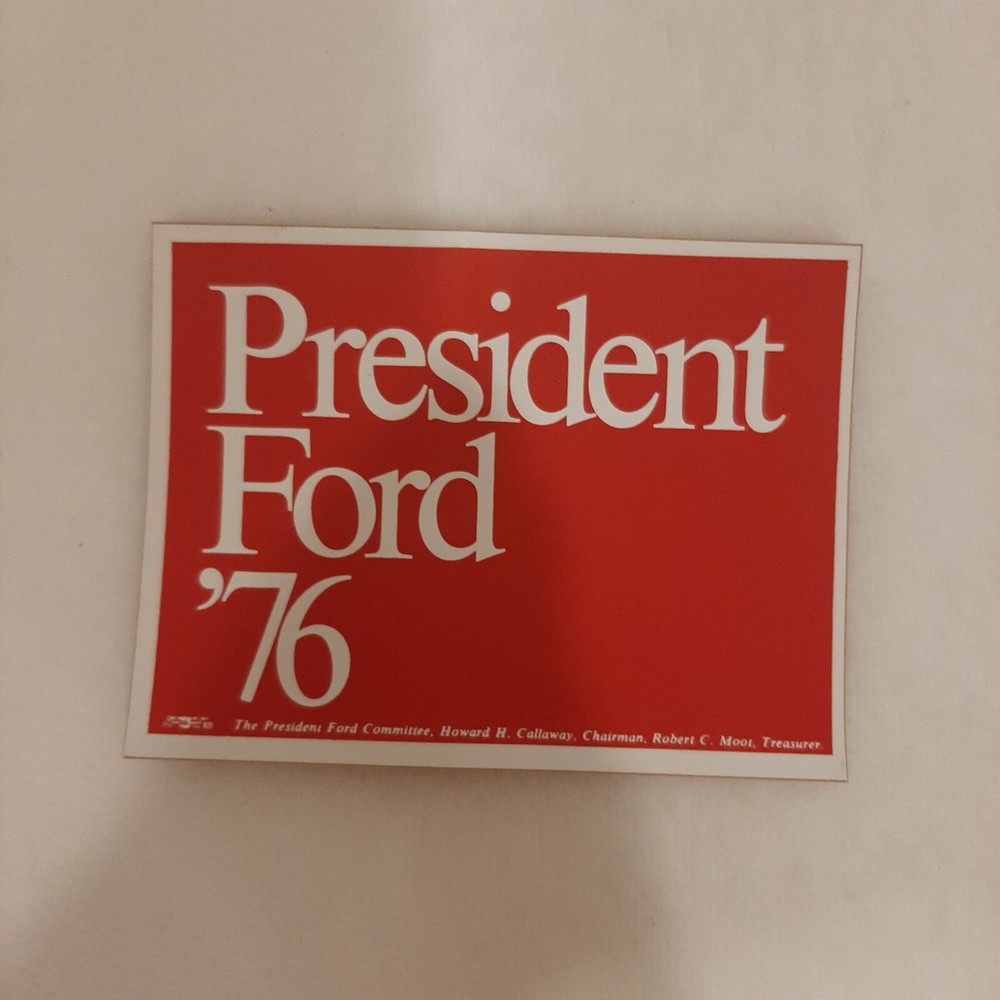 President
Ford
’76
The President Ford Committee, Howard H. Callaway, Chairman, Robert C. Moot, Treasurer.